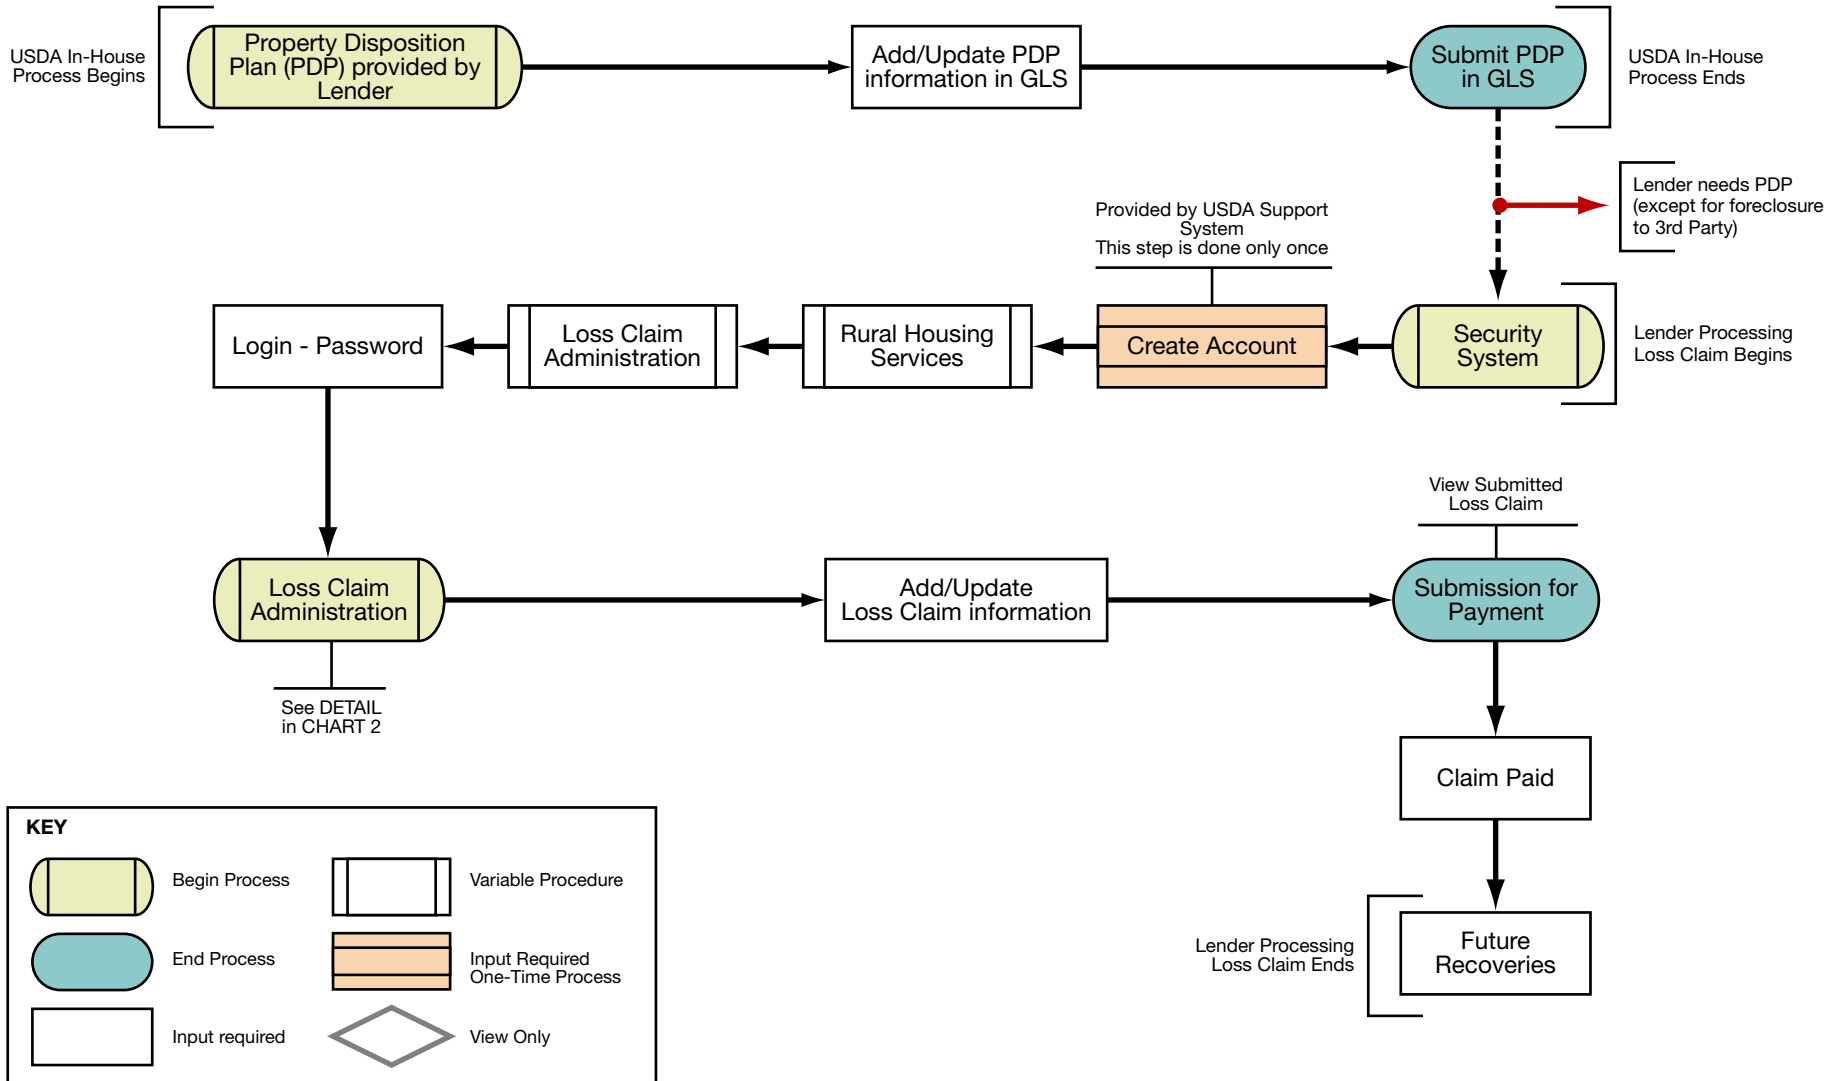 USDA In-House
Process Begins
Property Disposition
Plan (PDP) provided by
Lender
Add/Update PDP
information in GLS
Submit PDP
in GLS
USDA In-House
Process Ends
Lender needs PDP
(except for foreclosure
to 3rd Party)
Provided by USDA Support
System
This step is done only once
Login - Password
Loss Claim
Administration
Rural Housing
Services
Create Account
Security
System
Lender Processing
Loss Claim Begins
View Submitted
Loss Claim
Loss Claim
Administration
Add/Update
Loss Claim information
Submission for
Payment
See DETAIL
in CHART 2
Claim Paid
Future
Recoveries
Lender Processing
Loss Claim Ends
KEY
Begin Process
Variable Procedure
End Process
Input Required
One-Time Process
Input required
View Only